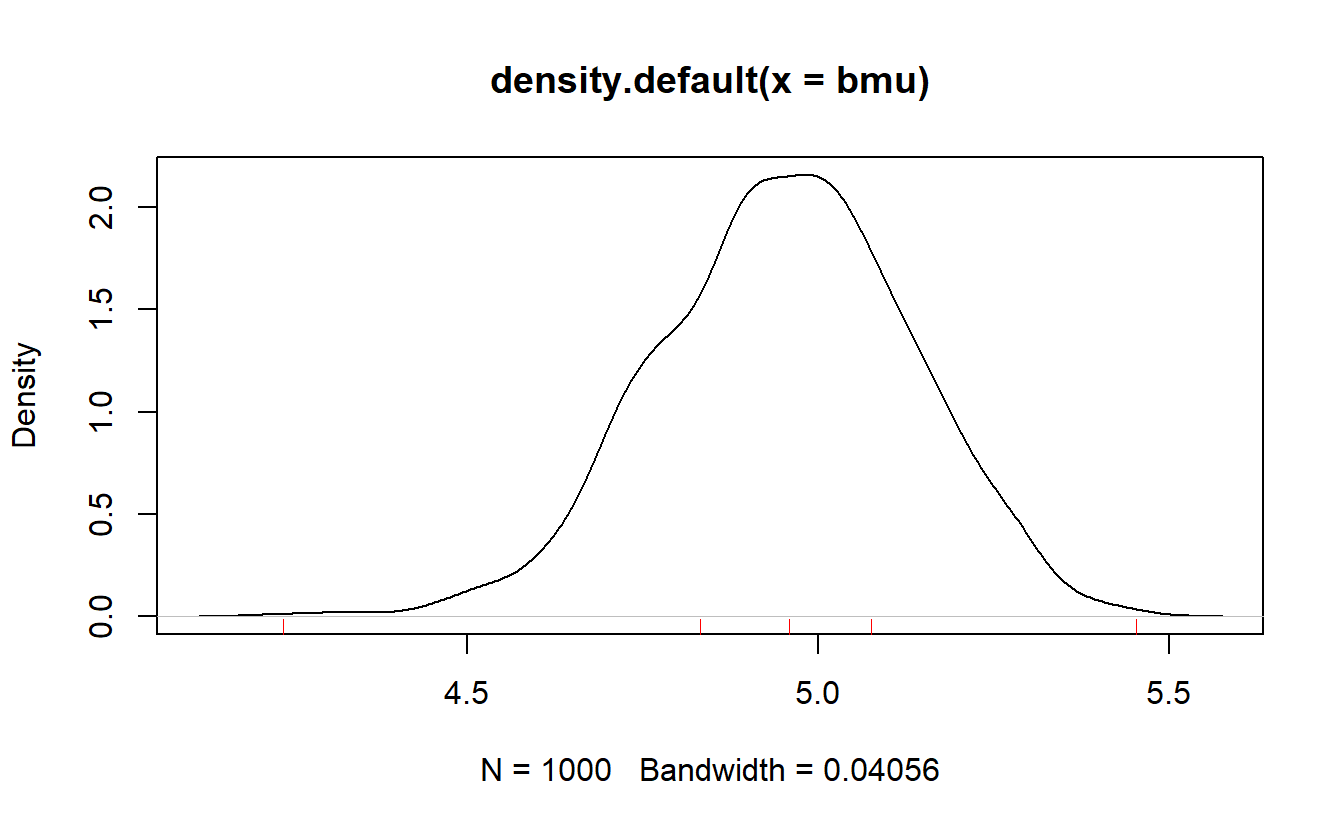 density.default(x = bmu)
Density
0.0
0.5
1.0
1.5
2.0
4.5 5.0 5.5
N = 1000 Bandwidth = 0.04056